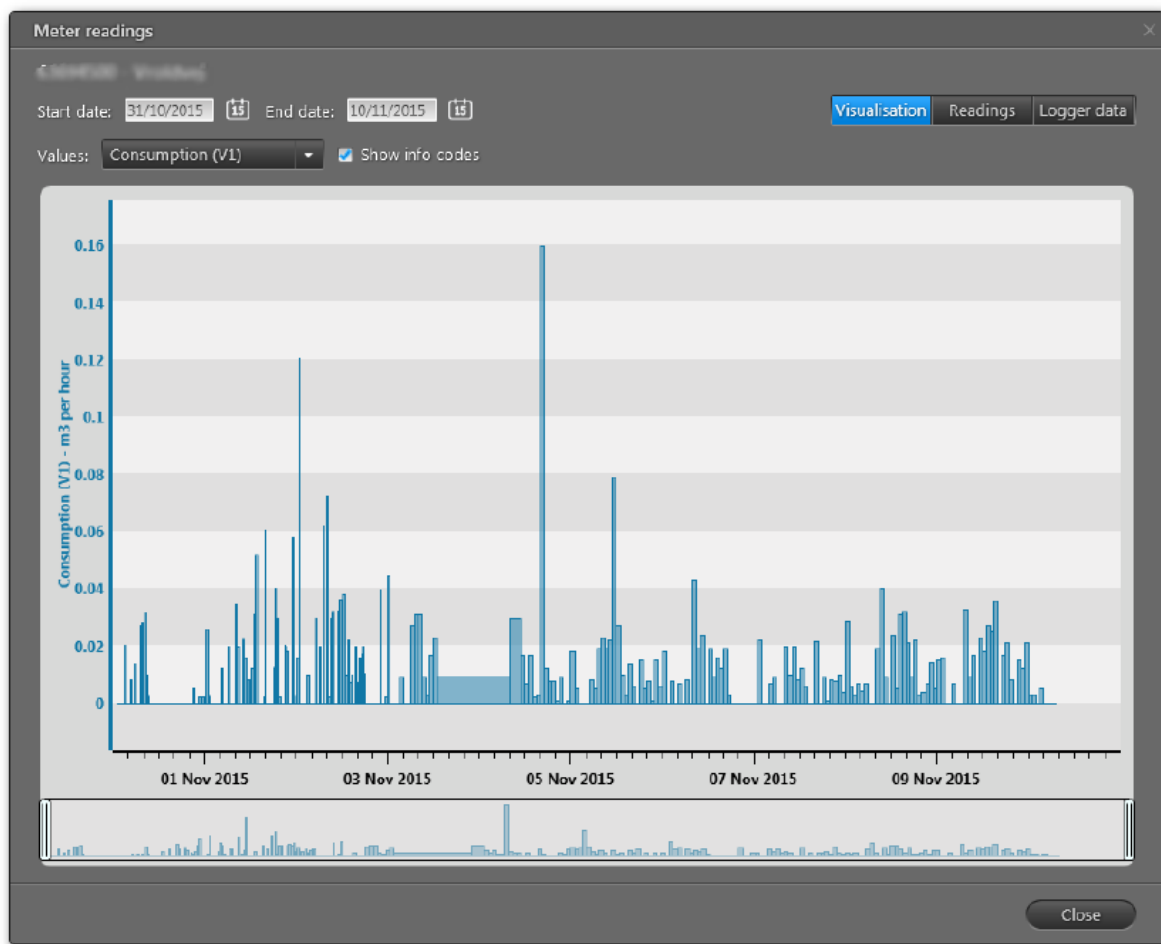 Meter readings
Start date: 31/10/2015 15 End date: 10/11/2015 15
Visualisation Readings Logger data
Values: Consumption (V1) Show info codes
Consumption (V1) - m3 per hour
0.16
0.14
0.12
0.1
0.08
0.06
0.04
0.02
0
01 Nov 2015 03 Nov 2015 05 Nov 2015 07 Nov 2015 09 Nov 2015
Close